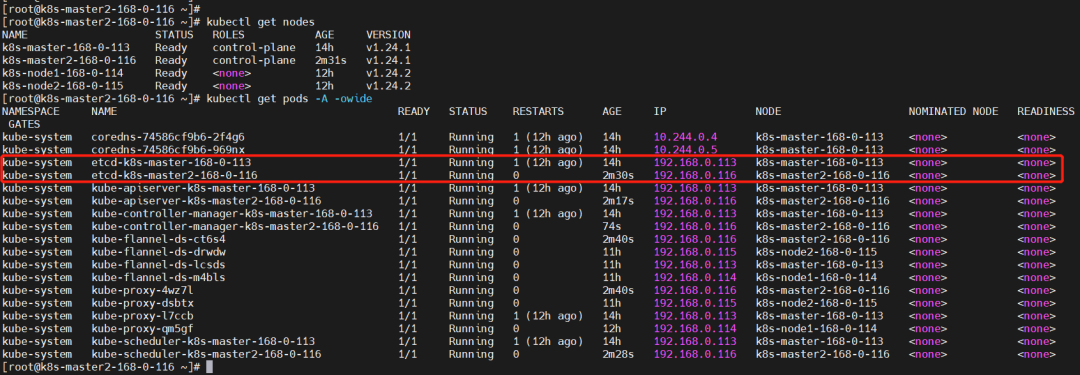 [root@k8s-master2-168-0-116 ~]#
[root@k8s-master2-168-0-116 ~]# kubectl get nodes
NAME STATUS ROLES AGE VERSION
k8s-master-168-0-113 Ready control-plane 14h v1.24.1
k8s-master2-168-0-116 Ready control-plane 2m31s v1.24.1
k8s-node1-168-0-114 Ready <none> 12h v1.24.2
k8s-node2-168-0-115 Ready <none> 12h v1.24.2
[root@k8s-master2-168-0-116 ~]# kubectl get pods -A -owide
NAMESPACE NAME READY STATUS RESTARTS AGE IP NODE NOMINATED NODE READINESS
GATES
kube-system coredns-74586cf9b6-2f4g6 1/1 Running 1 (12h ago) 14h 10.244.0.4 k8s-master-168-0-113 <none> <none>
kube-system coredns-74586cf9b6-969nx 1/1 Running 1 (12h ago) 14h 10.244.0.5 k8s-master-168-0-113 <none> <none>
kube-system etcd-k8s-master-168-0-113 1/1 Running 1 (12h ago) 14h 192.168.0.113 k8s-master-168-0-113 <none> <none>
kube-system etcd-k8s-master2-168-0-116 1/1 Running 0 2m30s 192.168.0.116 k8s-master2-168-0-116 <none> <none>
kube-system kube-apiserver-k8s-master-168-0-113 1/1 Running 1 (12h ago) 14h 192.168.0.113 k8s-master-168-0-113 <none> <none>
kube-system kube-apiserver-k8s-master2-168-0-116 1/1 Running 0 2m17s 192.168.0.116 k8s-master2-168-0-116 <none> <none>
kube-system kube-controller-manager-k8s-master-168-0-113 1/1 Running 1 (12h ago) 14h 192.168.0.113 k8s-master-168-0-113 <none> <none>
kube-system kube-controller-manager-k8s-master2-168-0-116 1/1 Running 0 74s 192.168.0.116 k8s-master2-168-0-116 <none> <none>
kube-system kube-flannel-ds-ct6s4 1/1 Running 0 2m40s 192.168.0.116 k8s-master2-168-0-116 <none> <none>
kube-system kube-flannel-ds-drwdw 1/1 Running 0 11h 192.168.0.115 k8s-node2-168-0-115 <none> <none>
kube-system kube-flannel-ds-lcsds 1/1 Running 0 11h 192.168.0.113 k8s-master-168-0-113 <none> <none>
kube-system kube-flannel-ds-m4bls 1/1 Running 0 11h 192.168.0.114 k8s-node1-168-0-114 <none> <none>
kube-system kube-proxy-4wz7l 1/1 Running 0 2m40s 192.168.0.116 k8s-master2-168-0-116 <none> <none>
kube-system kube-proxy-dsbtx 1/1 Running 0 11h 192.168.0.115 k8s-node2-168-0-115 <none> <none>
kube-system kube-proxy-l7ccb 1/1 Running 1 (12h ago) 14h 192.168.0.113 k8s-master-168-0-113 <none> <none>
kube-system kube-proxy-qm5gf 1/1 Running 0 12h 192.168.0.114 k8s-node1-168-0-114 <none> <none>
kube-system kube-scheduler-k8s-master-168-0-113 1/1 Running 1 (12h ago) 14h 192.168.0.113 k8s-master-168-0-113 <none> <none>
kube-system kube-scheduler-k8s-master2-168-0-116 1/1 Running 0 2m28s 192.168.0.116 k8s-master2-168-0-116 <none> <none>
[root@k8s-master2-168-0-116 ~]#